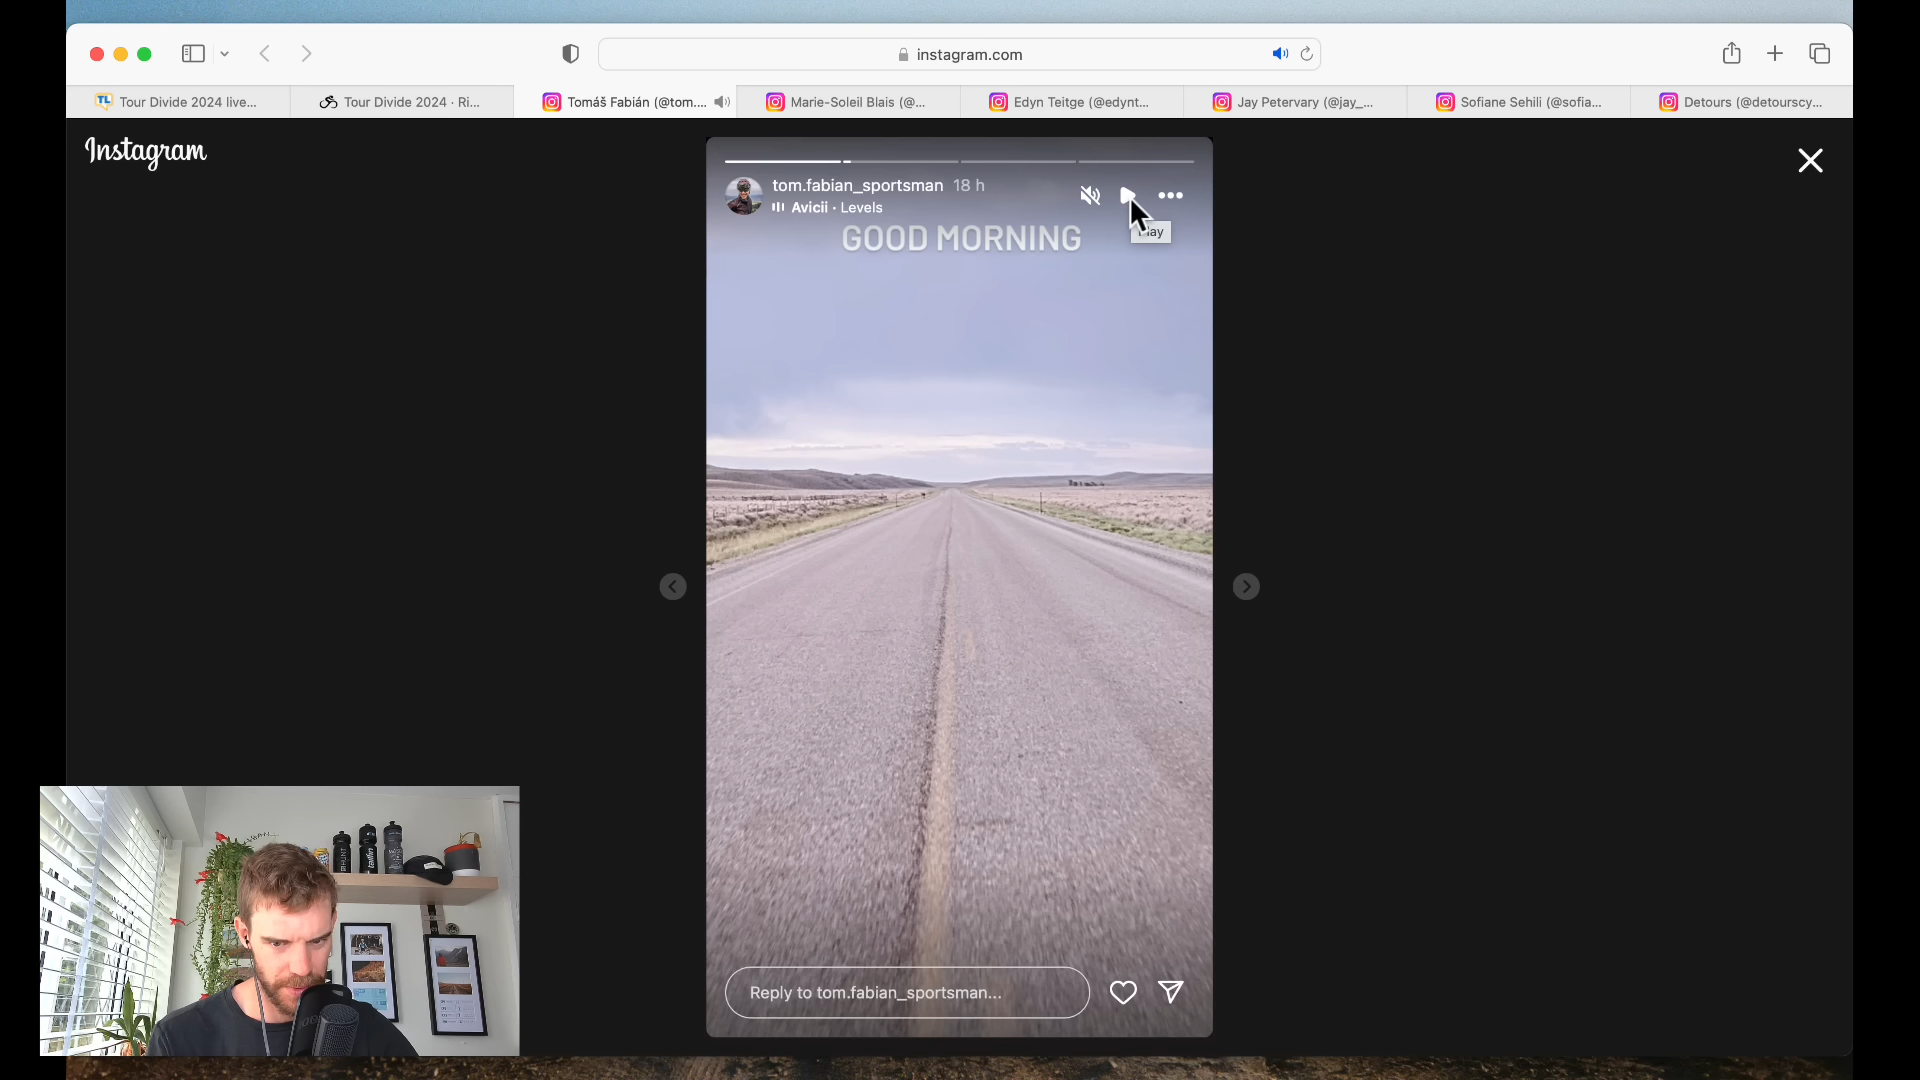 instagram.com
Tour Divide 2024 live...
Tour Divide 2024 · Ri...
Tomáš Fabián (@tom....
Marie-Soleil Blais (@...
Edyn Teitge (@edynt...
Jay Petervary (@jay_...
Sofiane Sehili (@sofia...
Detours (@detourscy...
Instagram
tom.fabian_sportsman 18 h
Avicii · Levels
GOOD MORNING
Reply to tom.fabian_sportsman...
HUNT
tailfin